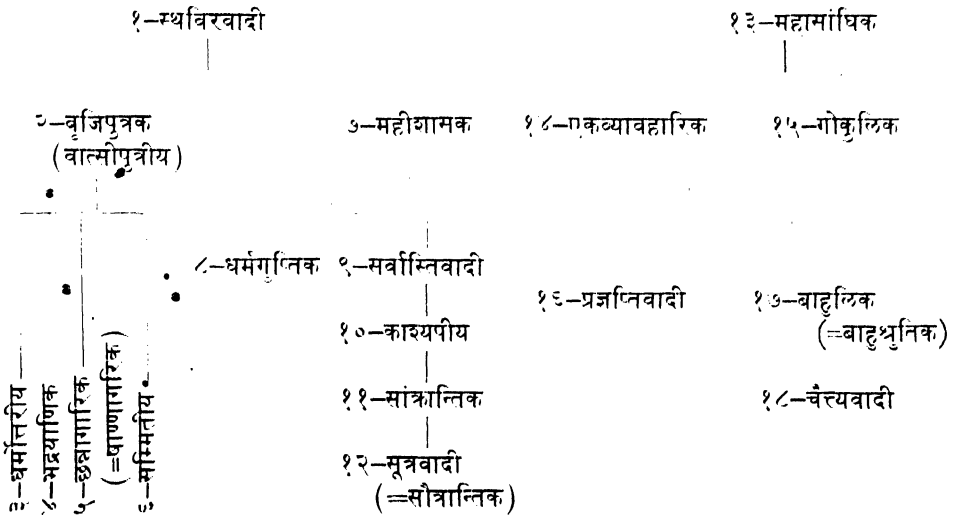 १–स्थविरवादी १३–महासांघिक
२–वृजिपुत्रक ७–महीशासक १४–एकव्यावहारिक १५–गोकुलिक
(वात्सीपुत्रीय)
८–धर्मगुप्तिक ९–सर्वास्तिवादी
१६–प्रज्ञप्तिवादी १७–बाहुलिक
(=बाहुश्रुतिक)
१०–काश्यपीय
११–सांक्रान्तिक १८–चैत्यवादी
१२–सूत्रवादी
(=सौत्रान्तिक)
३–धर्मोत्तरीय
४–भद्रयाणिक
५–छन्नागारिक
(=षाण्णागरिक)
६–सम्मितीय